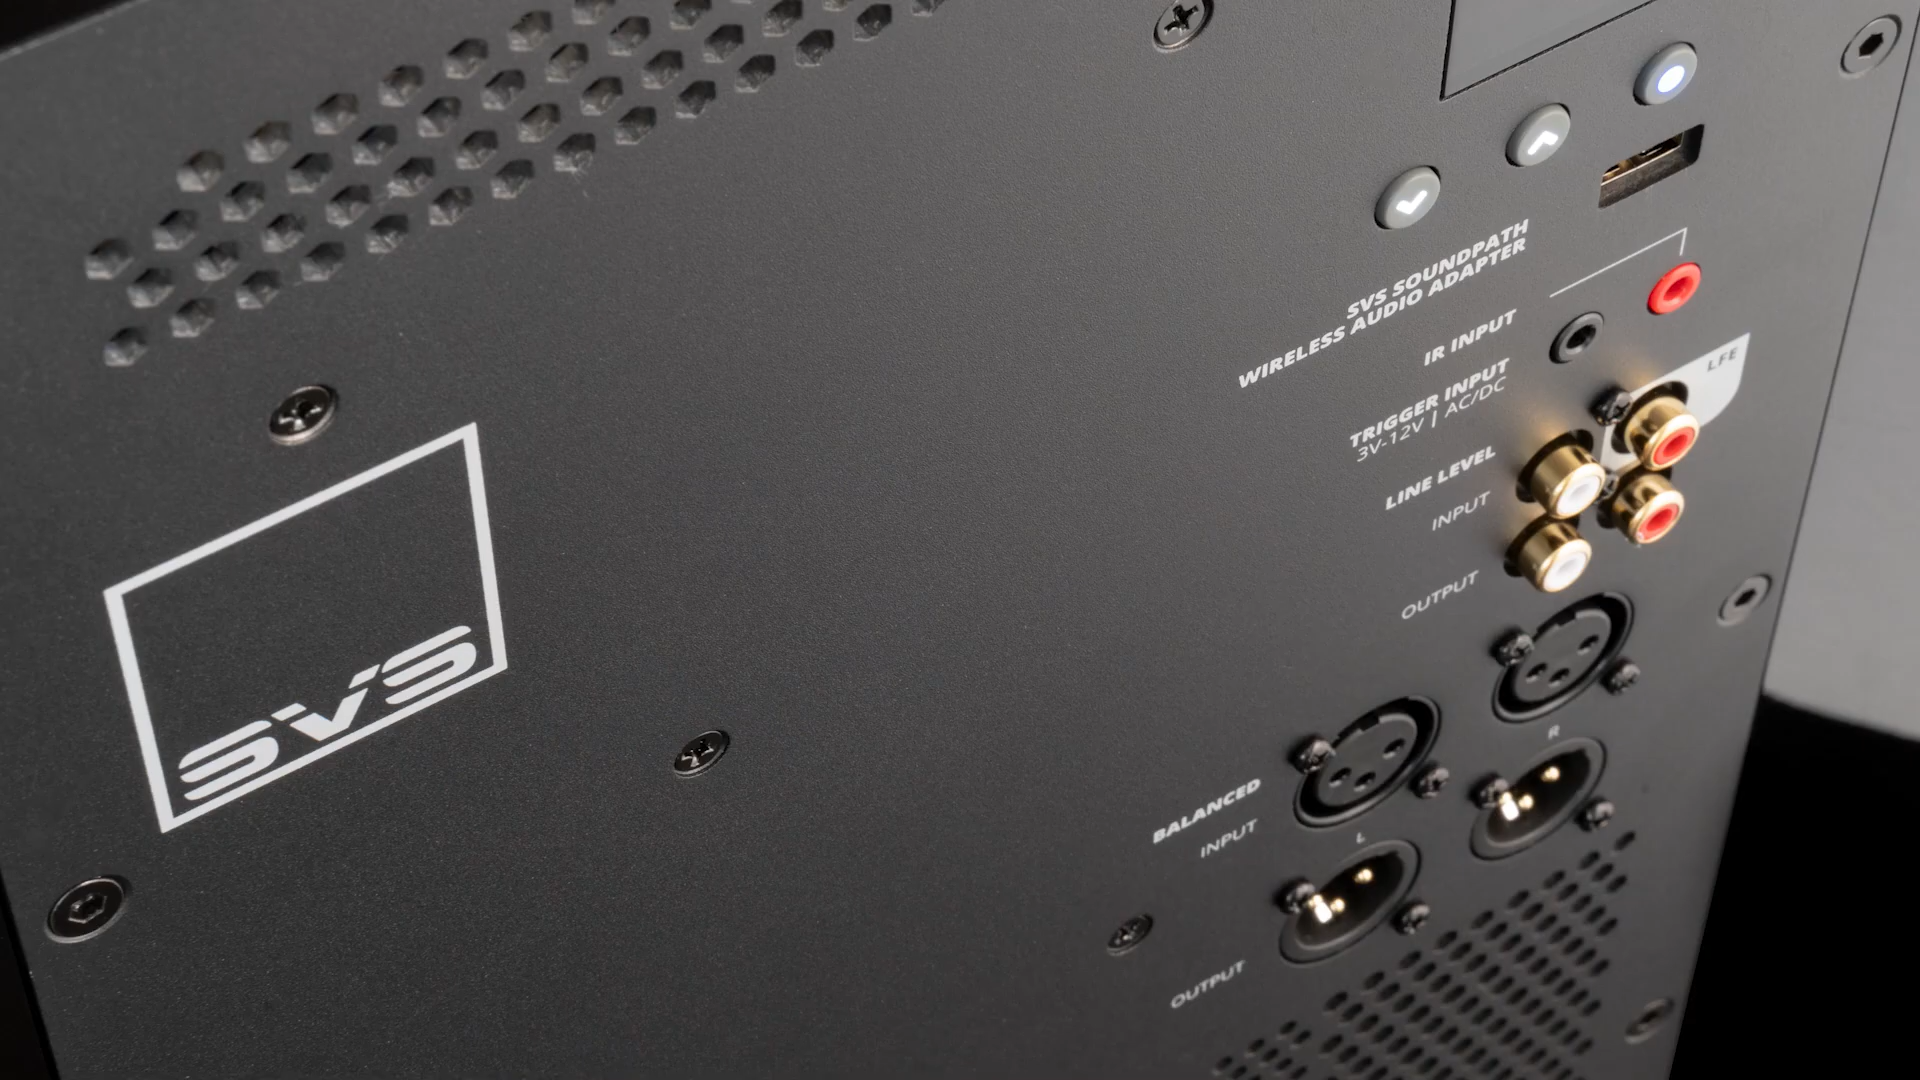 SVS SOUNDPATH
WIRELESS AUDIO ADAPTER
IR INPUT
TRIGGER INPUT
3V-12V | AC/DC
LFE
LINE LEVEL
INPUT
OUTPUT
SVS
R
BALANCED
INPUT
L
OUTPUT